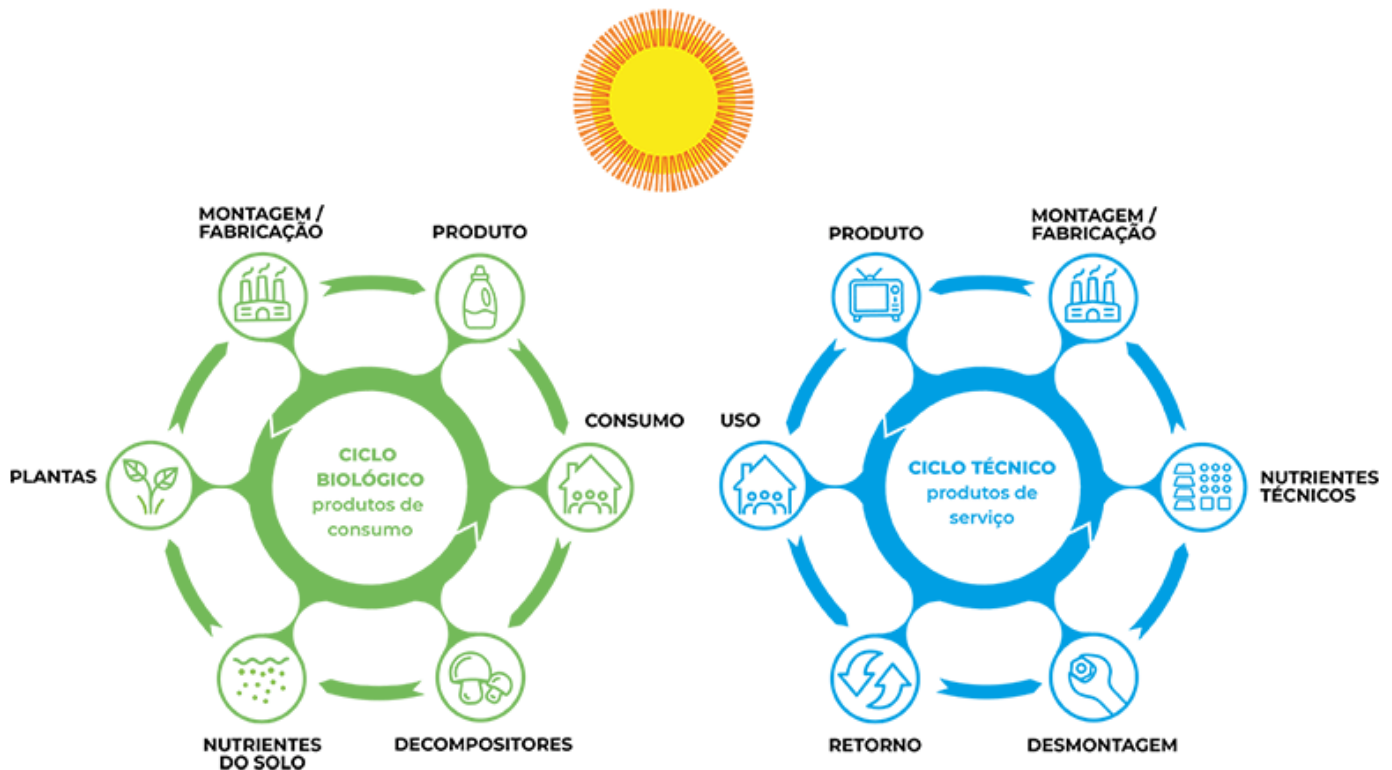 MONTAGEM /
FABRICAÇÃO
PRODUTO
CONSUMO
PLANTAS
CICLO
BIOLÓGICO
produtos de
consumo
NUTRIENTES
DO SOLO
DECOMPOSITORES
PRODUTO
MONTAGEM /
FABRICAÇÃO
USO
CICLO TÉCNICO
produtos de
serviço
NUTRIENTES
TÉCNICOS
RETORNO
DESMONTAGEM